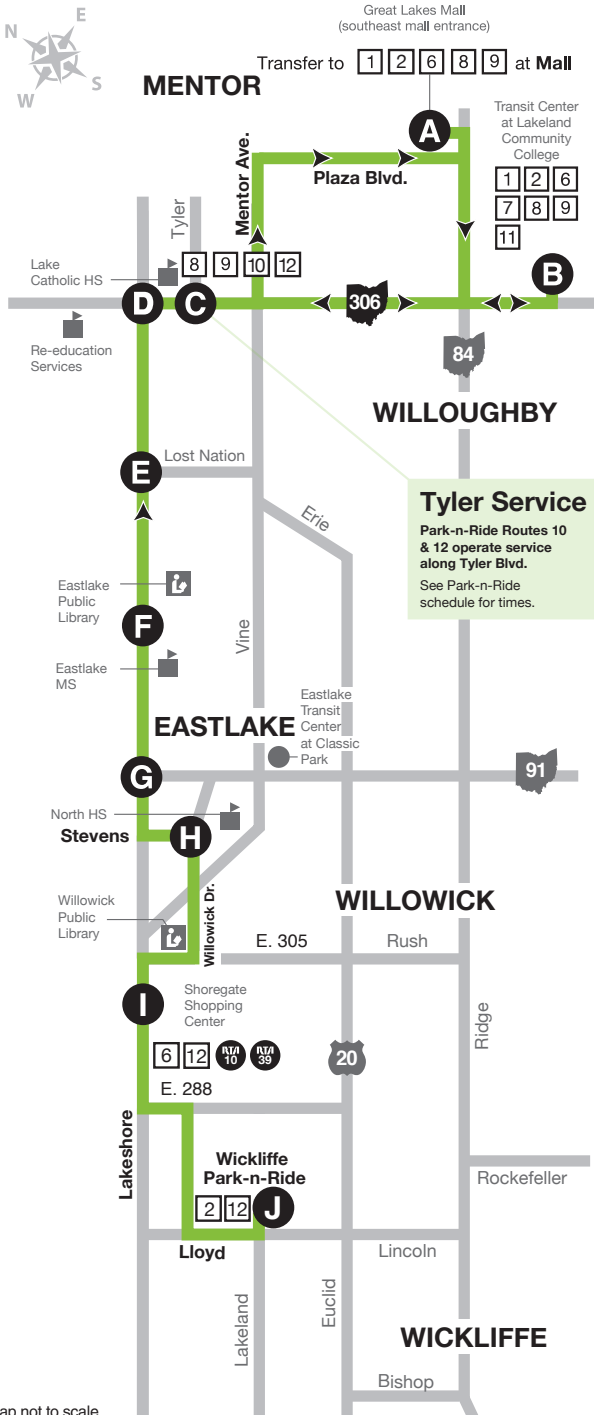 Great Lakes Mall
(southeast mall entrance)
N
E
W
S
MENTOR
Transfer to 1 2 6 8 9 at Mall
A
Transit Center
at Lakeland
Community
College
1 2 6
7 8 9
11
Mentor Ave.
Plaza Blvd.
Tyler
Lake
Catholic HS
8 9 10 12
B
D
C
306
Re-education
Services
84
WILLOUGHBY
E
Lost Nation
Erie
Tyler Service
Park-n-Ride Routes 10
& 12 operate service
along Tyler Blvd.
See Park-n-Ride
schedule for times.
Eastlake
Public
Library
F
Vine
Eastlake
MS
EASTLAKE
Eastlake
Transit
Center
at Classic
Park
G
91
North HS
Stevens
H
Willowick
Public
Library
Willowick Dr.
WILLOWICK
E. 305
Rush
I
Shoregate
Shopping
Center
6 12 RTA 10 RTA 39
20
Ridge
E. 288
Lakeshore
Wickliffe
Park-n-Ride
2 12 J
Rockefeller
Lloyd
Lincoln
Lakeland
Euclid
WICKLIFFE
Bishop
ap not to scale